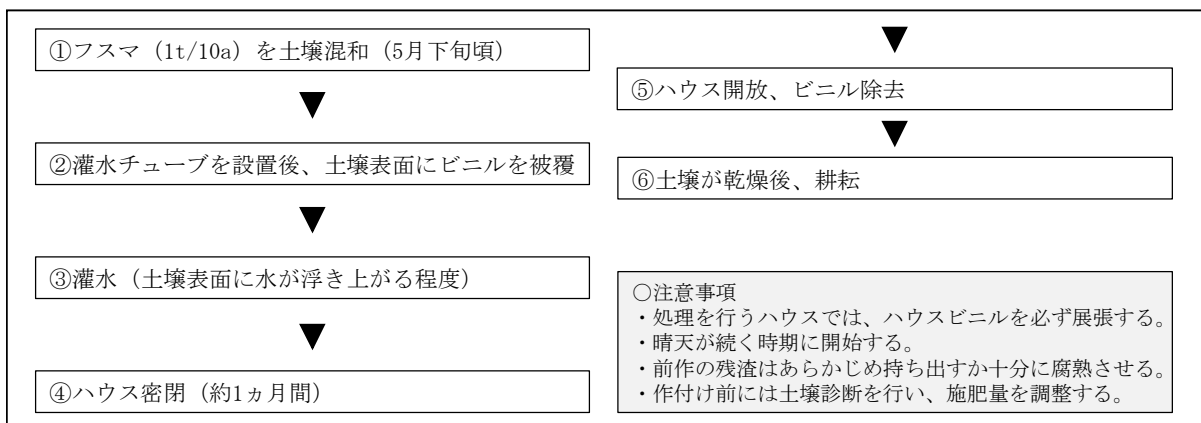 ①フスマ（1t/10a）を土壌混和（5月下旬頃）
▼
②灌水チューブを設置後、土壌表面にビニルを被覆
▼
③灌水（土壌表面に水が浮き上がる程度）
▼
④ハウス密閉（約1ヵ月間）
▼
⑤ハウス開放、ビニル除去
▼
⑥土壌が乾燥後、耕耘
○注意事項
・処理を行うハウスでは、ハウスビニルを必ず展張する。
・晴天が続く時期に開始する。
・前作の残渣はあらかじめ持ち出すか十分に腐熟させる。
・作付け前には土壌診断を行い、施肥量を調整する。